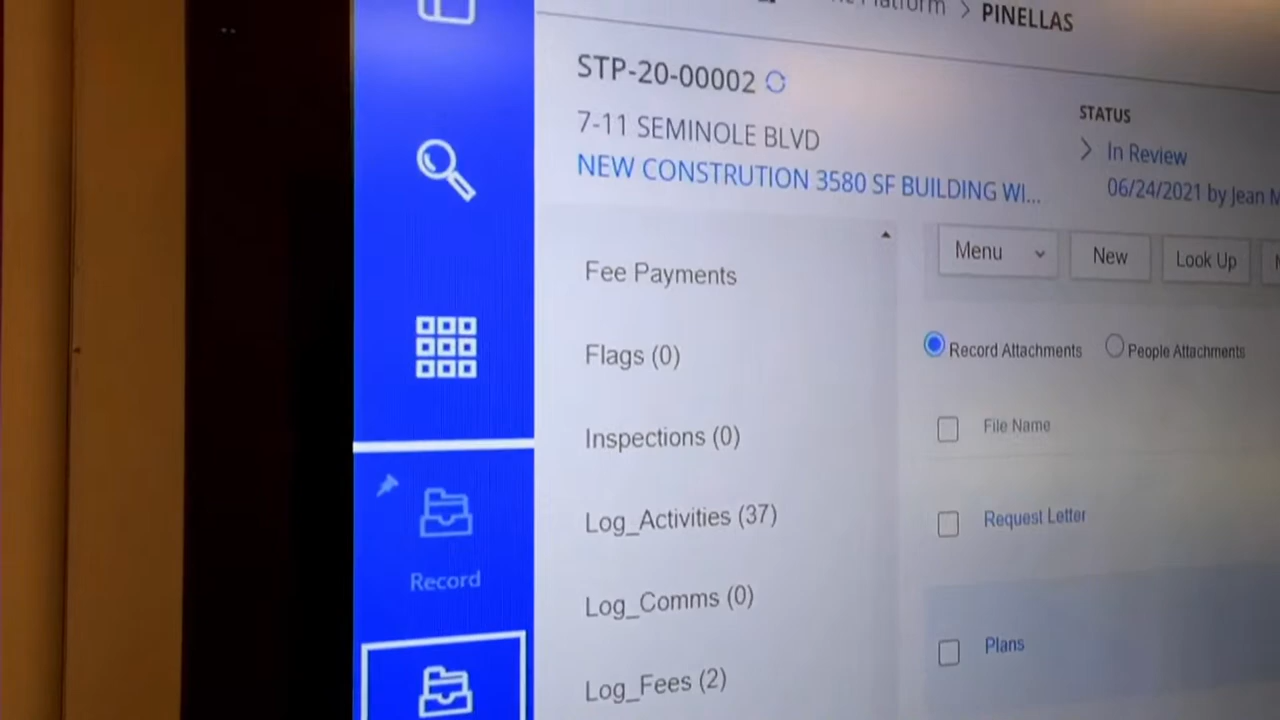 Platform > PINELLAS
STP-20-00002
7-11 SEMINOLE BLVD
NEW CONSTRUTION 3580 SF BUILDING WI...
STATUS
> In Review
06/24/2021 by Jean
Menu
New
Look Up
Record Attachments
People Attachments
File Name
Request Letter
Plans
Fee Payments
Flags (0)
Inspections (0)
Log_Activities (37)
Log_Comms (0)
Log_Fees (2)
Record